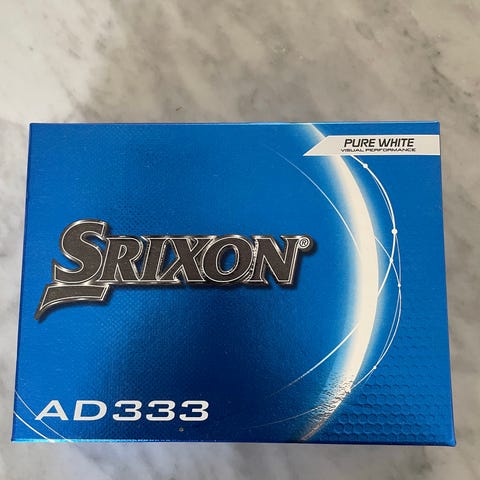 PURE WHITE
VISUAL PERFORMANCE
SRIXON®
AD333